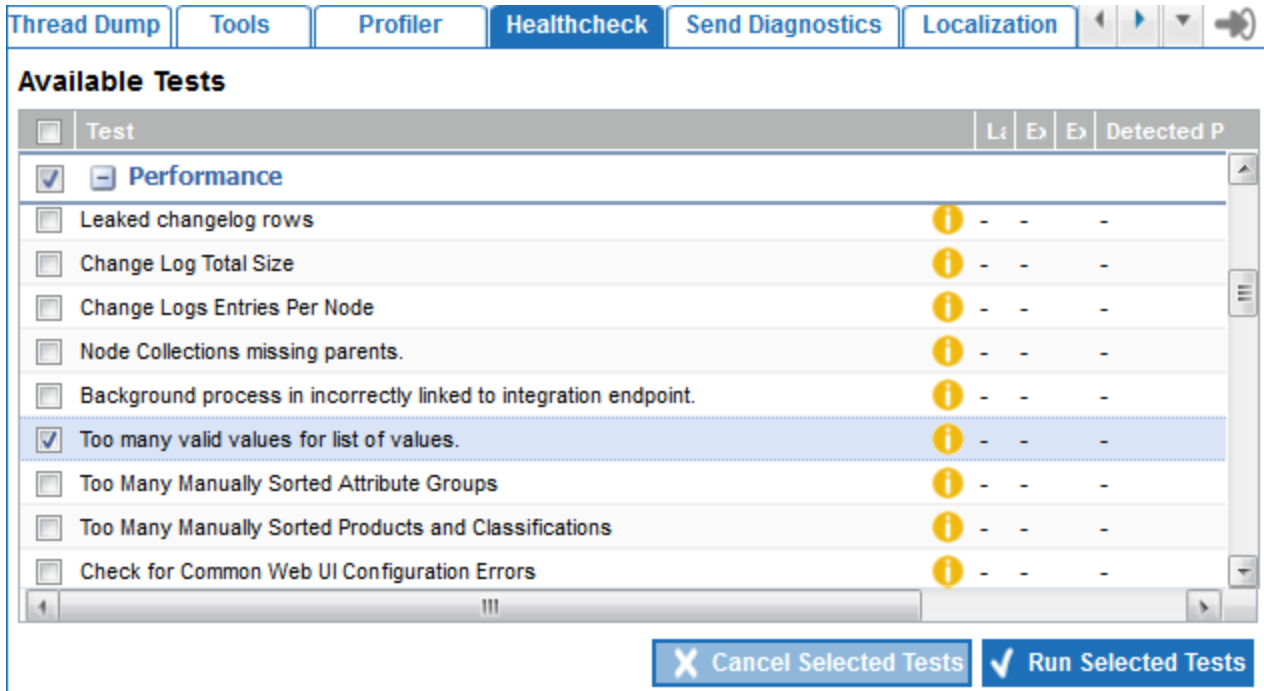 Thread Dump Tools Profiler Healthcheck Send Diagnostics Localization
Available Tests
Test La Ex Ex Detected P
Performance
Leaked changelog rows - - -
Change Log Total Size - - -
Change Logs Entries Per Node - - -
Node Collections missing parents. - - -
Background process in incorrectly linked to integration endpoint. - - -
Too many valid values for list of values. - - -
Too Many Manually Sorted Attribute Groups - - -
Too Many Manually Sorted Products and Classifications - - -
Check for Common Web UI Configuration Errors - - -
Cancel Selected Tests Run Selected Tests